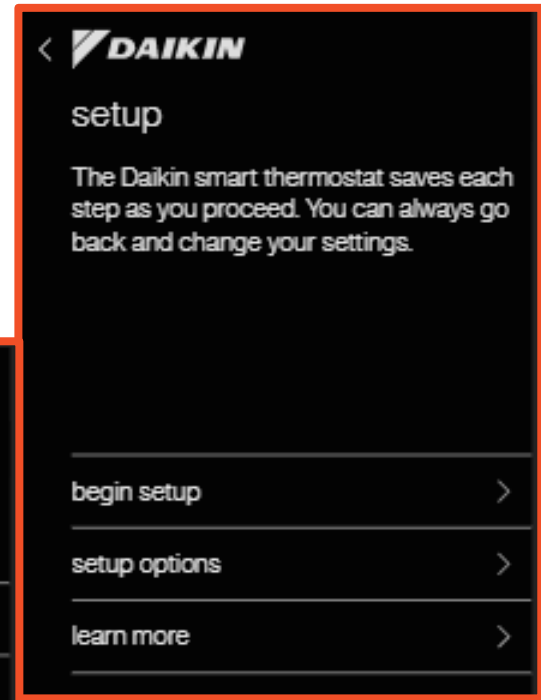 DAIKIN
setup
The Daikin smart thermostat saves each
step as you proceed. You can always go
back and change your settings.
begin setup
setup options
learn more